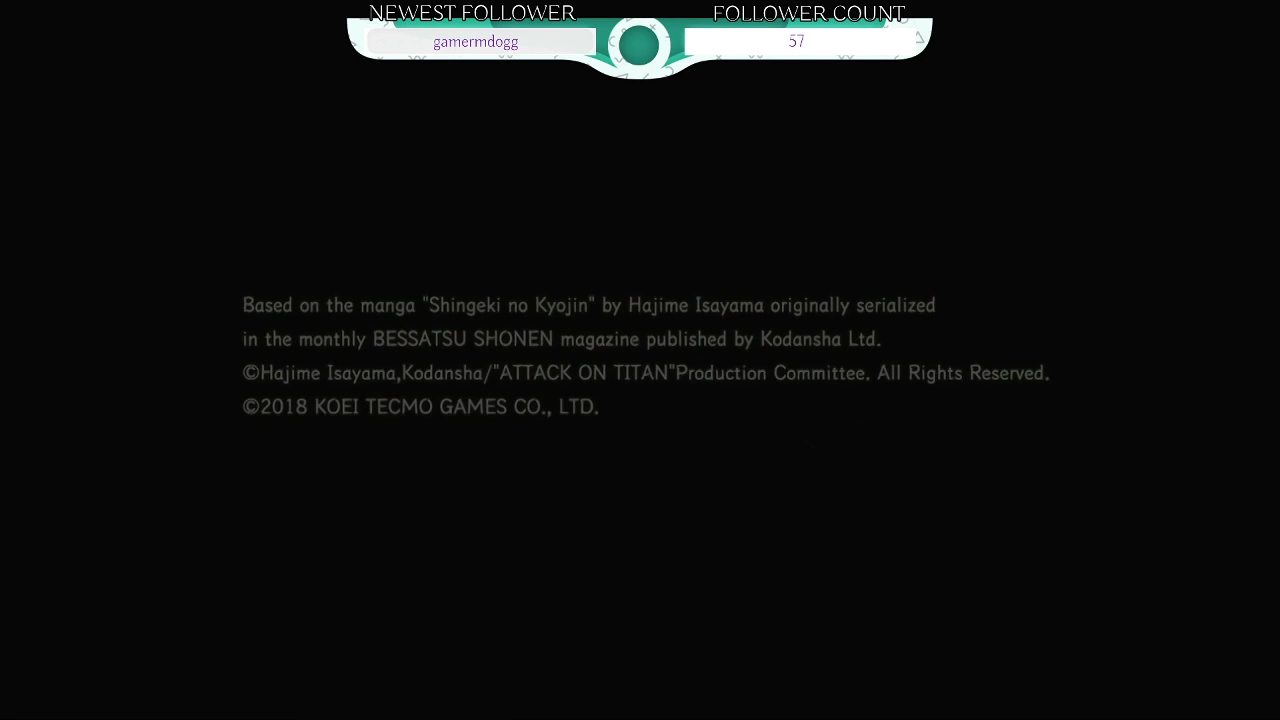 NEWEST FOLLOWER
FOLLOWER COUNT
gamermdogg
57
Based on the manga "Shingeki no Kyojin" by Hajime Isayama originally serialized
in the monthly BESSATSU SHONEN magazine published by Kodansha Ltd.
©Hajime Isayama,Kodansha/"ATTACK ON TITAN"Production Committee. All Rights Reserved.
©2018 KOEI TECMO GAMES CO., LTD.